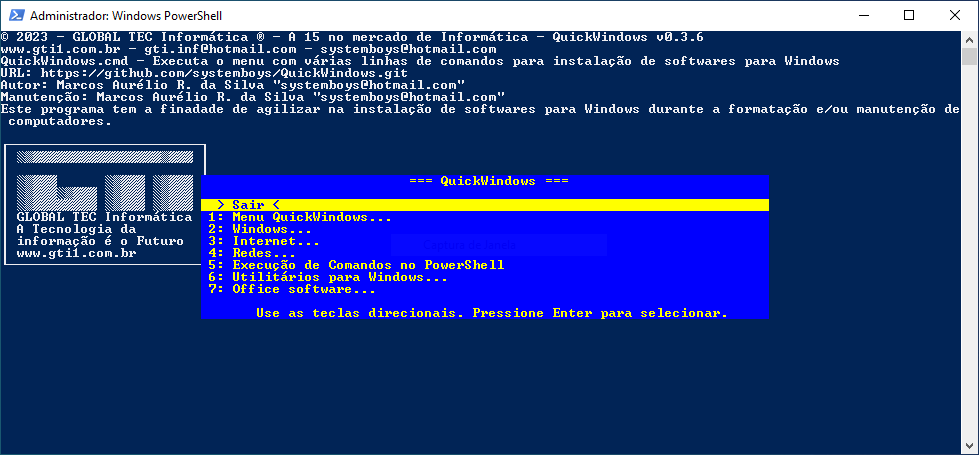 Administrador: Windows PowerShell
© 2023 - GLOBAL TEC Informática ® - A 15 no mercado de Informática - QuickWindows v0.3.6
www.gti1.com.br - gti.inf@hotmail.com - systemboys@hotmail.com
QuickWindows.cmd - Executa o menu com várias linhas de comandos para instalação de softwares para Windows
URL: https://github.com/systemboys/QuickWindows.git
Autor: Marcos Aurélio R. da Silva "systemboys@hotmail.com"
Manutenção: Marcos Aurélio R. da Silva "systemboys@hotmail.com"
Este programa tem a finadade de agilizar na instalação de softwares para Windows durante a formatação e/ou manutenção de
computadores.
GLOBAL TEC Informática
A Tecnologia da
informação é o Futuro
www.gti1.com.br
=== QuickWindows ===
> Sair <
1: Menu QuickWindows...
2: Windows...
3: Internet...
4: Redes...
5: Execução de Comandos no PowerShell
6: Utilitários para Windows...
7: Office software...
Use as teclas direcionais. Pressione Enter para selecionar.